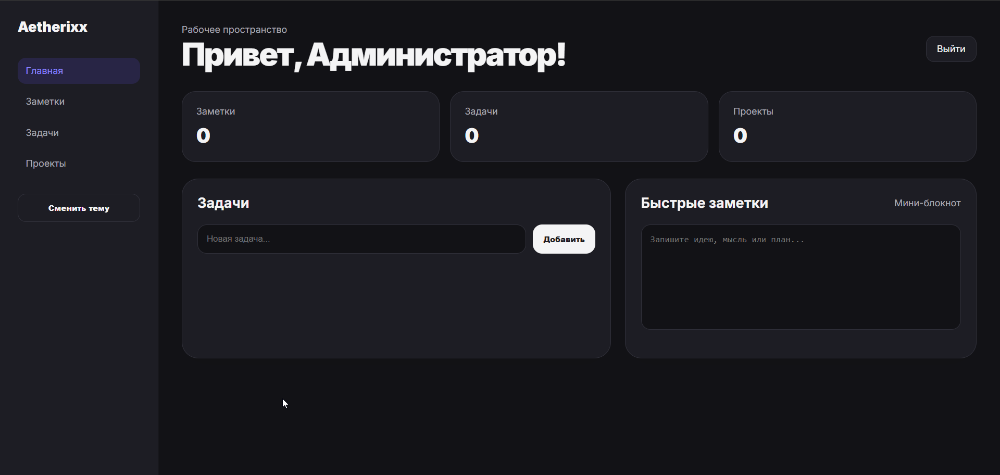 Aetherixx
Главная
Заметки
Задачи
Проекты
Сменить тему
Рабочее пространство
Привет, Администратор!
Выйти
Заметки
0
Задачи
0
Проекты
0
Задачи
Новая задача...
Добавить
Быстрые заметки
Мини-блокнот
Запишите идею, мысль или план...